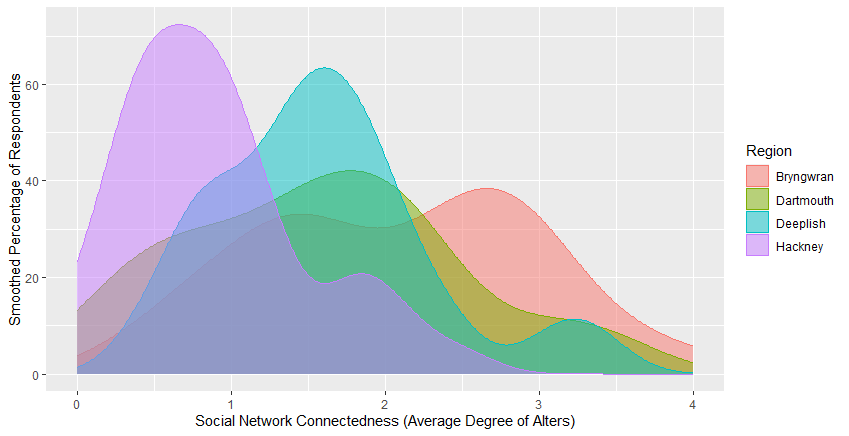 Smoothed Percentage of Respondents
60
40
20
0
0 1 2 3 4
Social Network Connectedness (Average Degree of Alters)
Region
Bryngwran
Dartmouth
Deeplish
Hackney